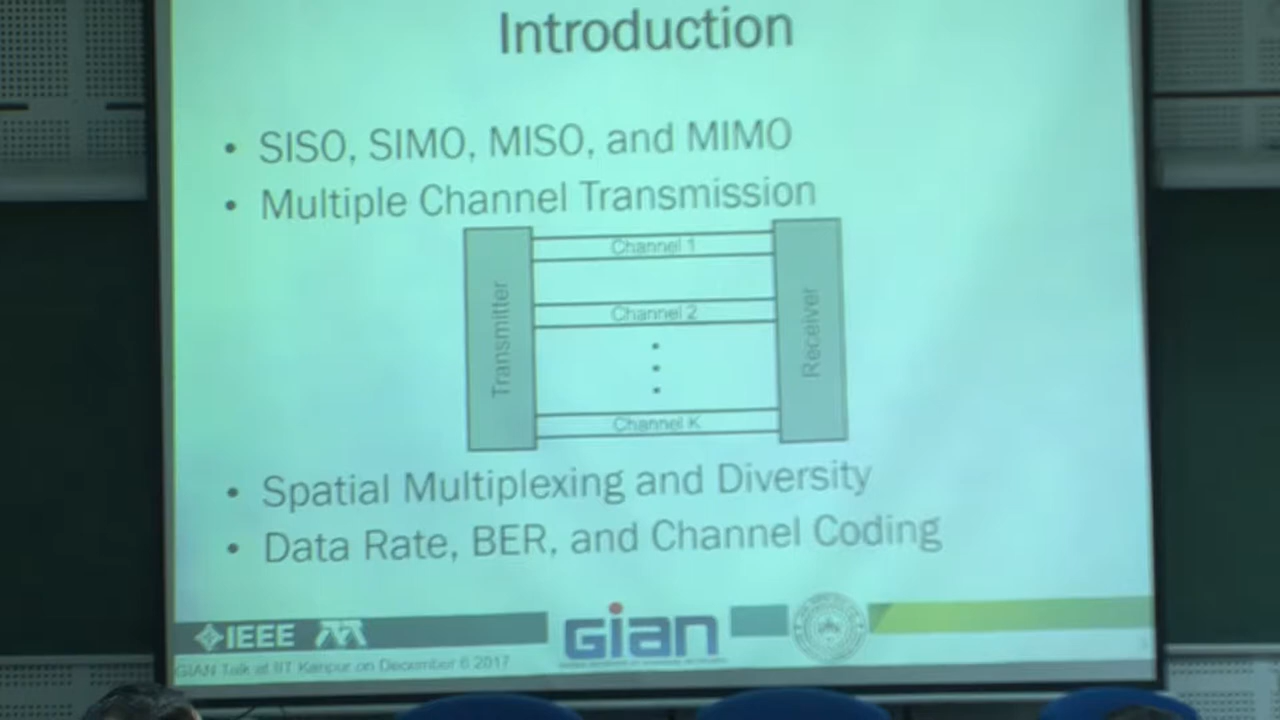 Introduction
• SISO, SIMO, MISO, and MIMO
• Multiple Channel Transmission
Channel 1
Transmitter
Channel 2
Receiver
Channel K
• Spatial Multiplexing and Diversity
• Data Rate, BER, and Channel Coding
IEEE
Gian
GIAN Talk at IIT Kanpur on December 6 2017